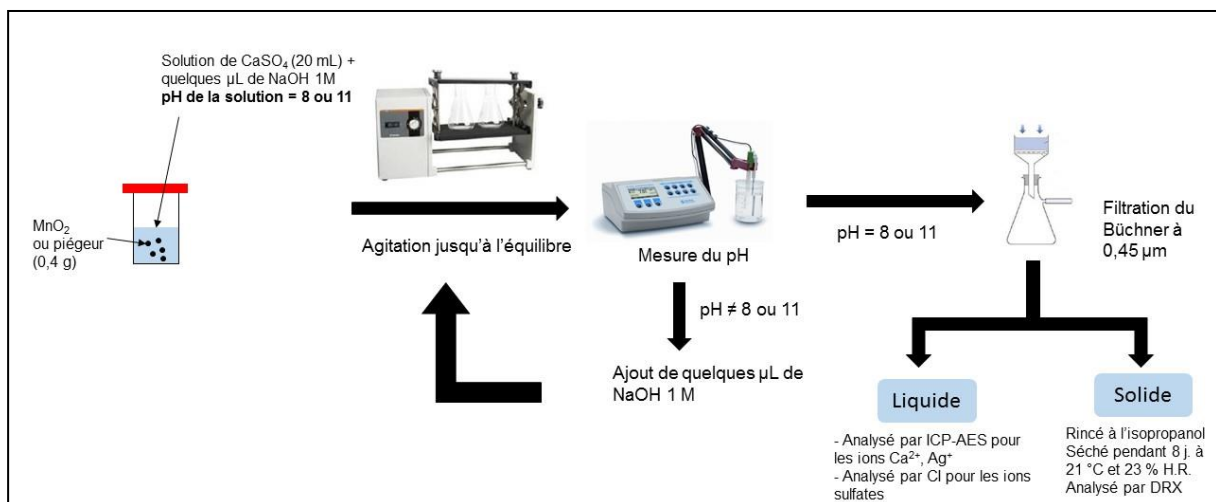 Solution de CaSO₄ (20 mL) +
quelques µL de NaOH 1M
pH de la solution = 8 ou 11
MnO₂
ou piégeur
(0,4 g)
Agitation jusqu'à l'équilibre
Mesure du pH
pH = 8 ou 11
Filtration du
Büchner à
0,45 µm
pH ≠ 8 ou 11
Ajout de quelques µL de
NaOH 1 M
Liquide
- Analysé par ICP-AES pour
les ions Ca²⁺, Ag⁺
- Analysé par CI pour les ions
sulfates
Solide
Rincé à l'isopropanol
Séché pendant 8 j. à
21 °C et 23 % H.R.
Analysé par DRX